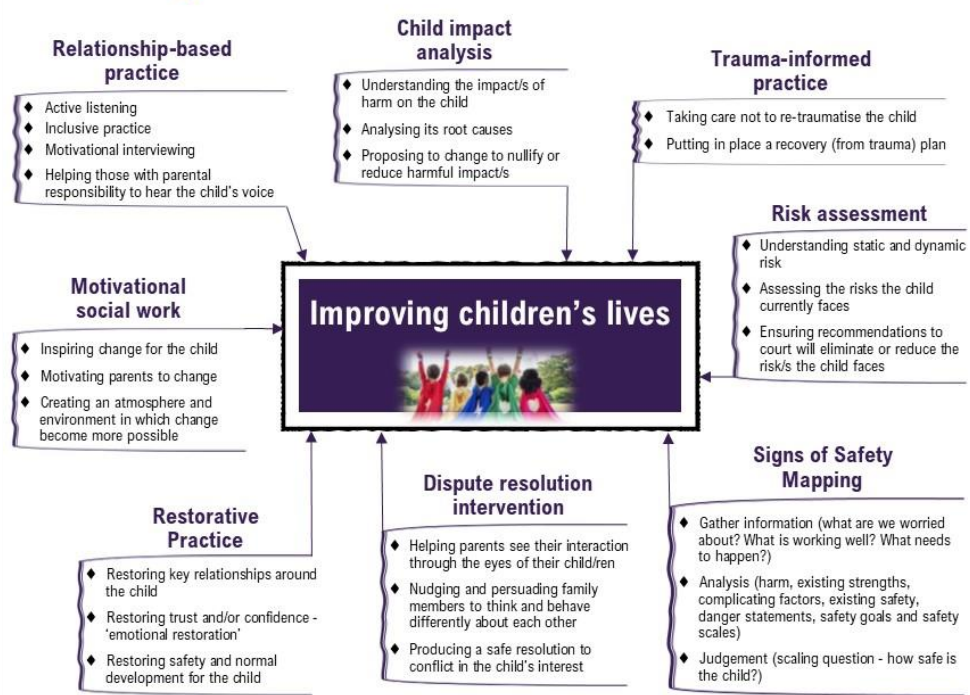 Relationship-based
practice
♦ Active listening
♦ Inclusive practice
♦ Motivational interviewing
♦ Helping those with parental
responsibility to hear the child's voice
Child impact
analysis
♦ Understanding the impact/s of
harm on the child
♦ Analysing its root causes
♦ Proposing to change to nullify or
reduce harmful impact/s
Trauma-informed
practice
♦ Taking care not to re-traumatise the child
♦ Putting in place a recovery (from trauma) plan
Risk assessment
♦ Understanding static and dynamic
risk
♦ Assessing the risks the child
currently faces
♦ Ensuring recommendations to
court will eliminate or reduce the
risk/s the child faces
Motivational
social work
♦ Inspiring change for the child
♦ Motivating parents to change
♦ Creating an atmosphere and
environment in which change
become more possible
Improving children's lives
Restorative
Practice
♦ Restoring key relationships around
the child
♦ Restoring trust and/or confidence -
'emotional restoration'
♦ Restoring safety and normal
development for the child
Dispute resolution
intervention
♦ Helping parents see their interaction
through the eyes of their child/ren
♦ Nudging and persuading family
members to think and behave
differently about each other
♦ Producing a safe resolution to
conflict in the child's interest
Signs of Safety
Mapping
♦ Gather information (what are we worried
about? What is working well? What needs
to happen?)
♦ Analysis (harm, existing strengths,
complicating factors, existing safety,
danger statements, safety goals and safety
scales)
♦ Judgement (scaling question - how safe is
the child?)